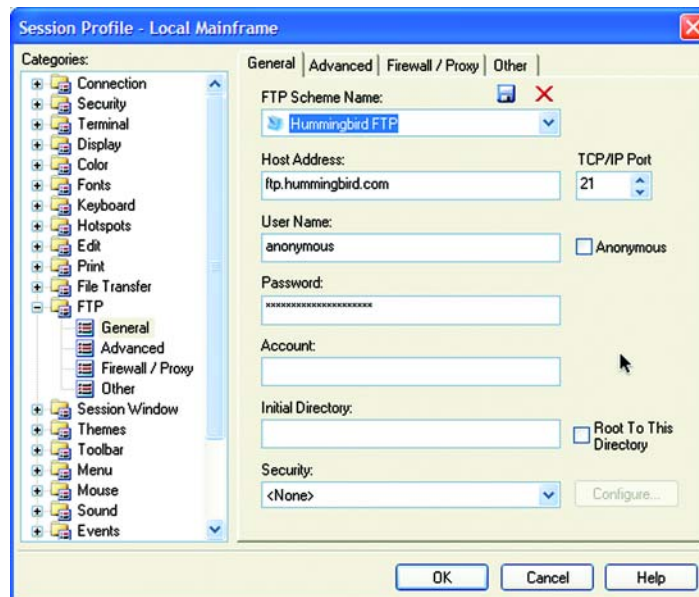 Session Profile - Local Mainframe
Categories:
Connection
Security
Terminal
Display
Color
Fonts
Keyboard
Hotspots
Edit
Print
File Transfer
FTP
General
Advanced
Firewall / Proxy
Other
Session Window
Themes
Toolbar
Menu
Mouse
Sound
Events
General Advanced Firewall / Proxy Other
FTP Scheme Name:
Hummingbird FTP
Host Address: TCP/IP Port
ftp.hummingbird.com 21
User Name:
anonymous Anonymous
Password:
Account:
Initial Directory:
Root To This
Directory
Security:
<None> Configure...
OK Cancel Help